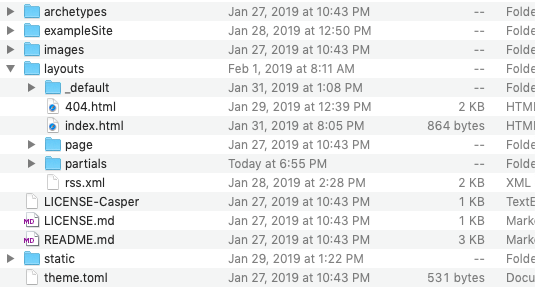 archetypes Jan 27, 2019 at 10:43 PM -- Folde
exampleSite Jan 28, 2019 at 12:50 PM -- Folde
images Jan 27, 2019 at 10:43 PM -- Folde
layouts Feb 1, 2019 at 8:11 AM -- Folde
_default Jan 31, 2019 at 1:08 PM -- Folde
404.html Jan 29, 2019 at 12:39 PM 2 KB HTM
index.html Jan 31, 2019 at 8:05 PM 864 bytes HTM
page Jan 27, 2019 at 10:43 PM -- Folde
partials Today at 6:55 PM -- Folde
rss.xml Jan 28, 2019 at 2:28 PM 2 KB XML
LICENSE-Casper Jan 27, 2019 at 10:43 PM 1 KB TextE
MD LICENSE.md Jan 27, 2019 at 10:43 PM 1 KB Mark
MD README.md Jan 27, 2019 at 10:43 PM 3 KB Mark
static Jan 29, 2019 at 1:22 PM -- Folde
theme.toml Jan 27, 2019 at 10:43 PM 531 bytes Docu